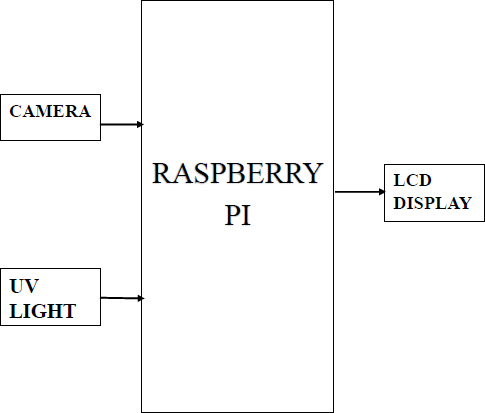 CAMERA
RASPBERRY
PI
LCD
DISPLAY
UV
LIGHT